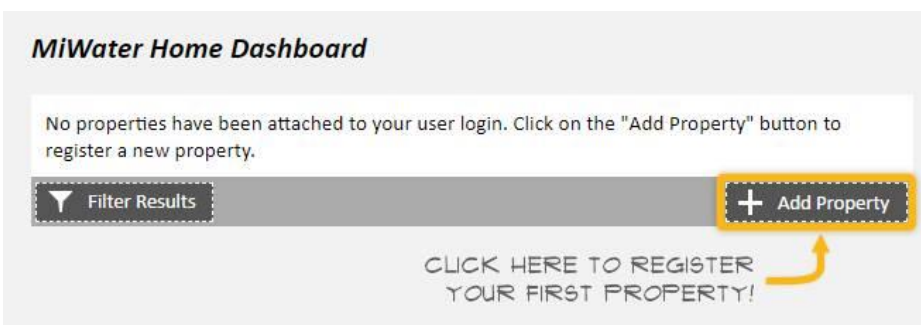 MiWater Home Dashboard
No properties have been attached to your user login. Click on the "Add Property" button to
register a new property.
Filter Results
Add Property
CLICK HERE TO REGISTER
YOUR FIRST PROPERTY!